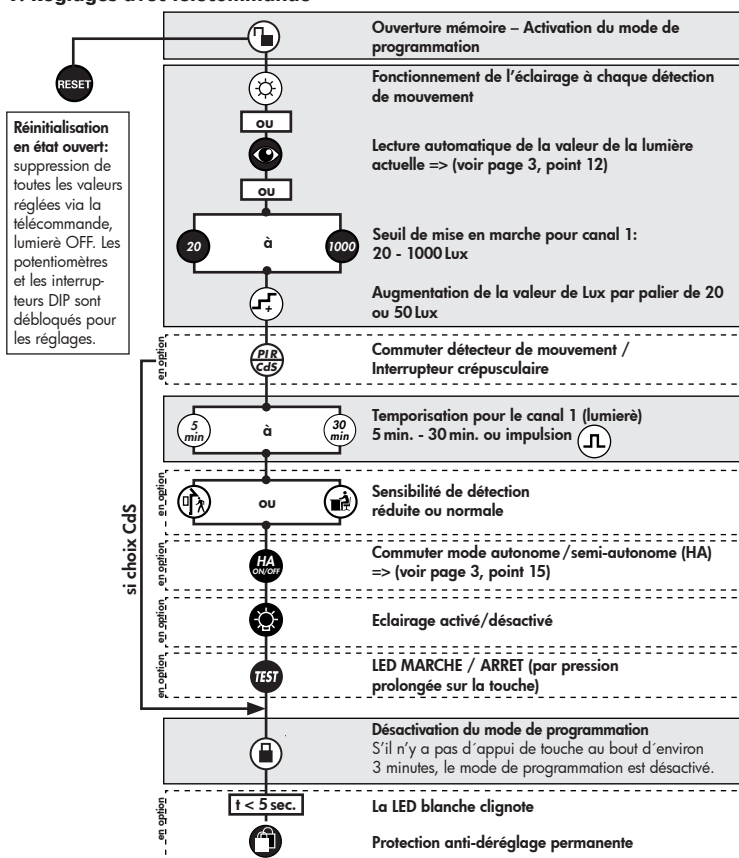 RESET
Réinitialisation
en état ouvert:
suppression de
toutes les valeurs
réglées via la
télécommande,
lumierè OFF. Les
potentiomètres
et les interrup-
teurs DIP sont
débloqués pour
les réglages.
Ouverture mémoire – Activation du mode de
programmation
Fonctionnement de l'éclairage à chaque détection
de mouvement
ou
Lecture automatique de la valeur de la lumière
actuelle => (voir page 3, point 12)
ou
20 à 1000
Seuil de mise en marche pour canal 1:
20 - 1000 Lux
Augmentation de la valeur de Lux par palier de 20
ou 50 Lux
en option
PIR
CdS
Commuter détecteur de mouvement /
Interrupteur crépusculaire
5 min à 30 min
Temporisation pour le canal 1 (lumierè)
5 min. - 30 min. ou impulsion
en option
ou
Sensibilité de détection
réduite ou normale
si choix CdS
en option
HA
ON/OFF
Commuter mode autonome/semi-autonome (HA)
=> (voir page 3, point 15)
en option
Eclairage activé/désactivé
en option
TEST
LED MARCHE / ARRET (par pression
prolongée sur la touche)
Désactivation du mode de programmation
S'il n'y a pas d´appui de touche au bout d´environ
3 minutes, le mode de programmation est désactivé.
en option
t < 5 sec.
La LED blanche clignote
Protection anti-déréglage permanente